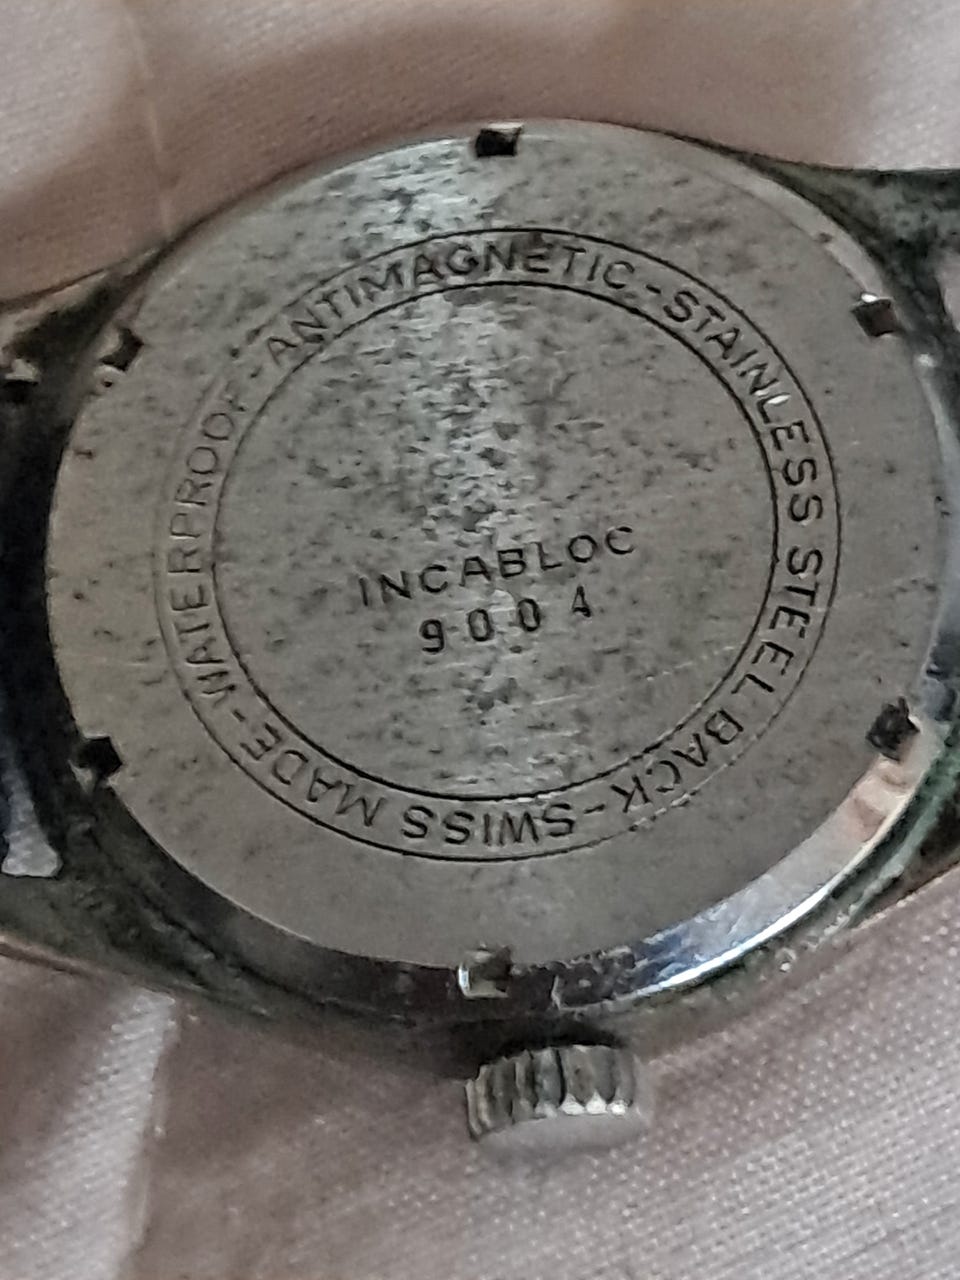 WATERPROOF - ANTIMAGNETIC - STAINLESS STEEL BACK - SWISS MADE -
INCABLOC
9004